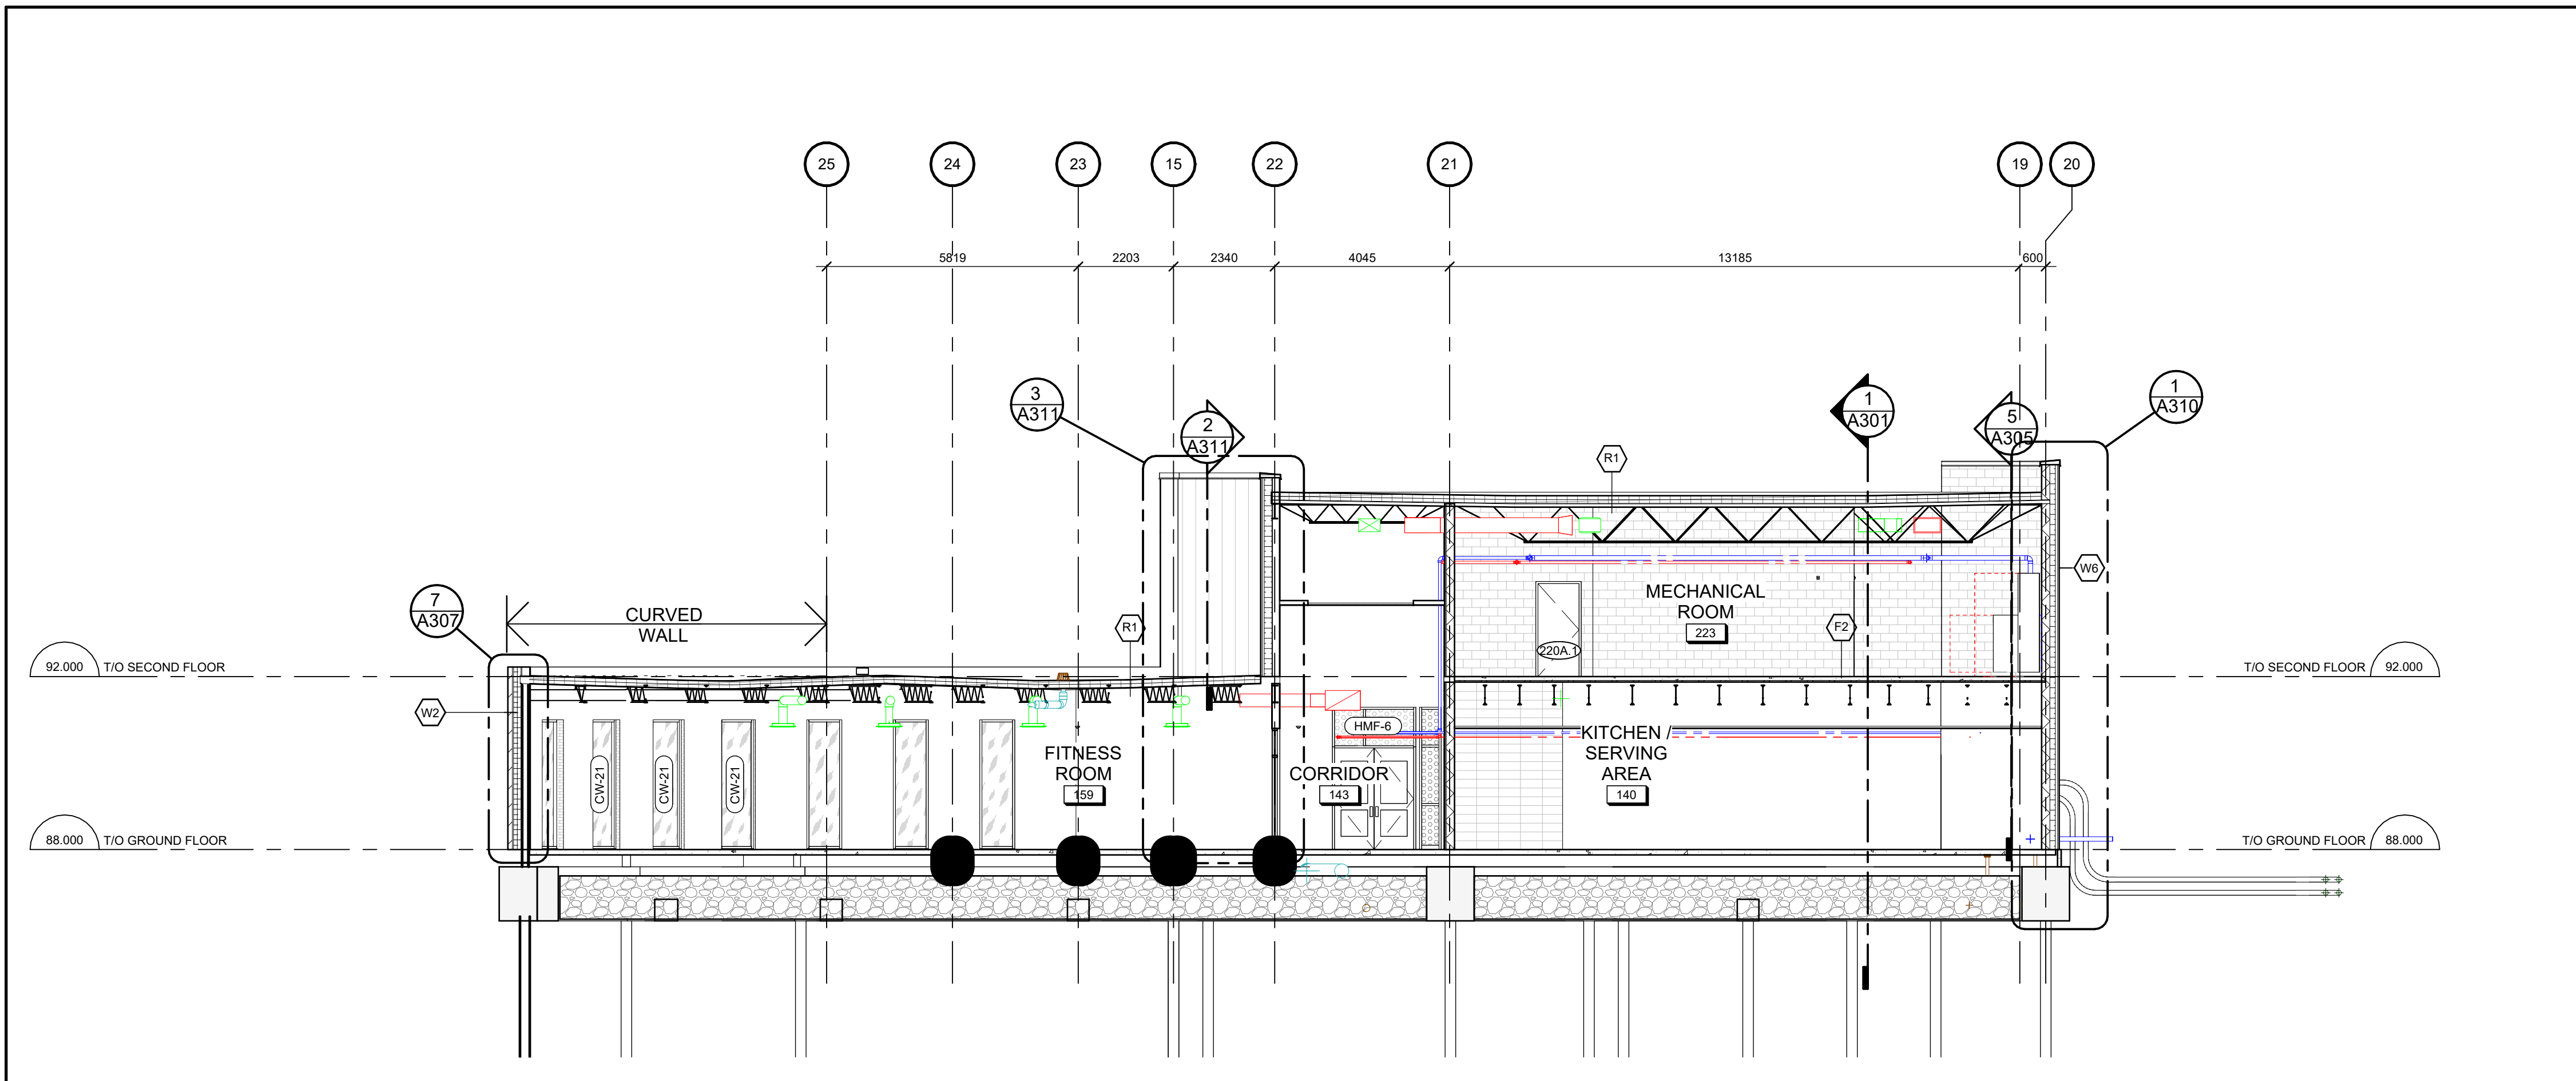 25
24
23
15
22
21
19
20
5819
2203
2340
4045
13185
600
3
A311
2
A311
1
A301
5
A305
1
A310
R1
7
A307
CURVED
WALL
R1
MECHANICAL
ROOM
223
F2
W6
220A.1
92.000
T/O SECOND FLOOR
T/O SECOND FLOOR
92.000
W2
HMF-6
CW-21
CW-21
CW-21
FITNESS
ROOM
159
CORRIDOR
143
KITCHEN /
SERVING
AREA
140
88.000
T/O GROUND FLOOR
T/O GROUND FLOOR
88.000